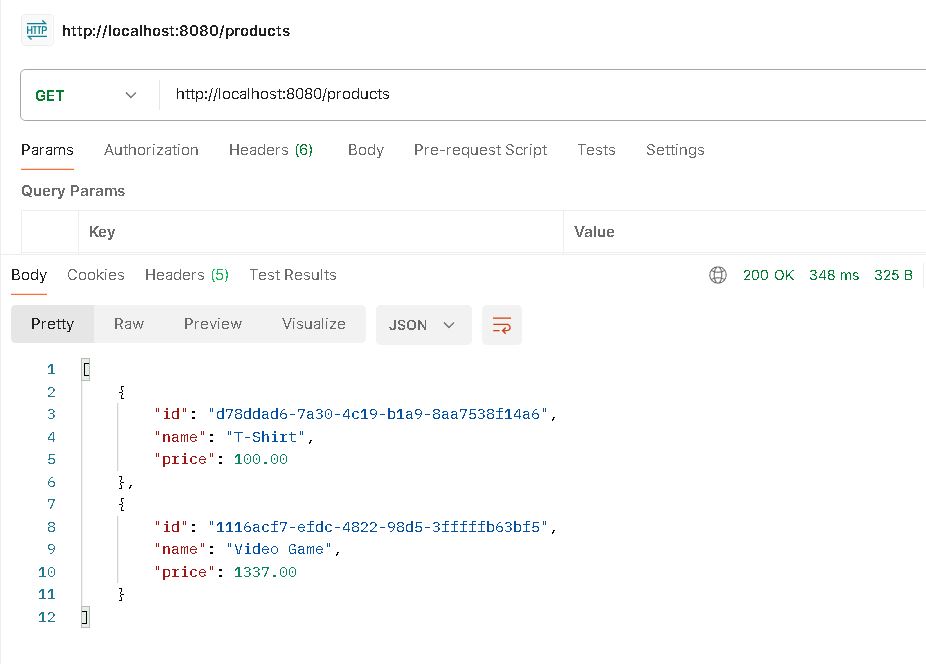 HTTP http://localhost:8080/products
GET http://localhost:8080/products
Params Authorization Headers (6) Body Pre-request Script Tests Settings
Query Params
Key Value
Body Cookies Headers (5) Test Results 200 OK 348 ms 325 B
Pretty Raw Preview Visualize JSON
1 [
2 {
3 "id": "d78ddad6-7a30-4c19-b1a9-8aa7538f14a6",
4 "name": "T-Shirt",
5 "price": 100.00
6 },
7 {
8 "id": "1116acf7-efdc-4822-98d5-3fffffb63bf5",
9 "name": "Video Game",
10 "price": 1337.00
11 }
12 ]